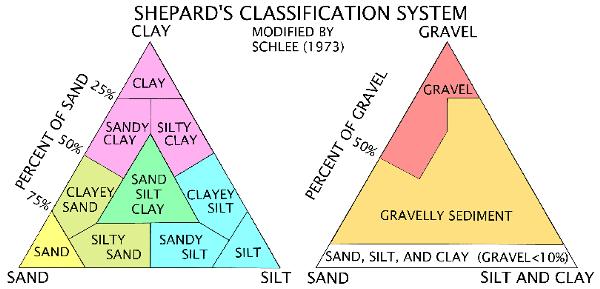 SHEPARD'S CLASSIFICATION SYSTEM
MODIFIED BY
SCHLEE (1973)
CLAY
PERCENT OF SAND
25%
50%
75%
CLAY
SANDY
CLAY
SILTY
CLAY
SAND
SILT
CLAY
CLAYEY
SAND
CLAYEY
SILT
SAND
SILTY
SAND
SANDY
SILT
SILT
SAND
SILT
GRAVEL
PERCENT OF GRAVEL
50%
GRAVEL
GRAVELLY SEDIMENT
SAND, SILT, AND CLAY (GRAVEL<10%)
SAND
SILT AND CLAY